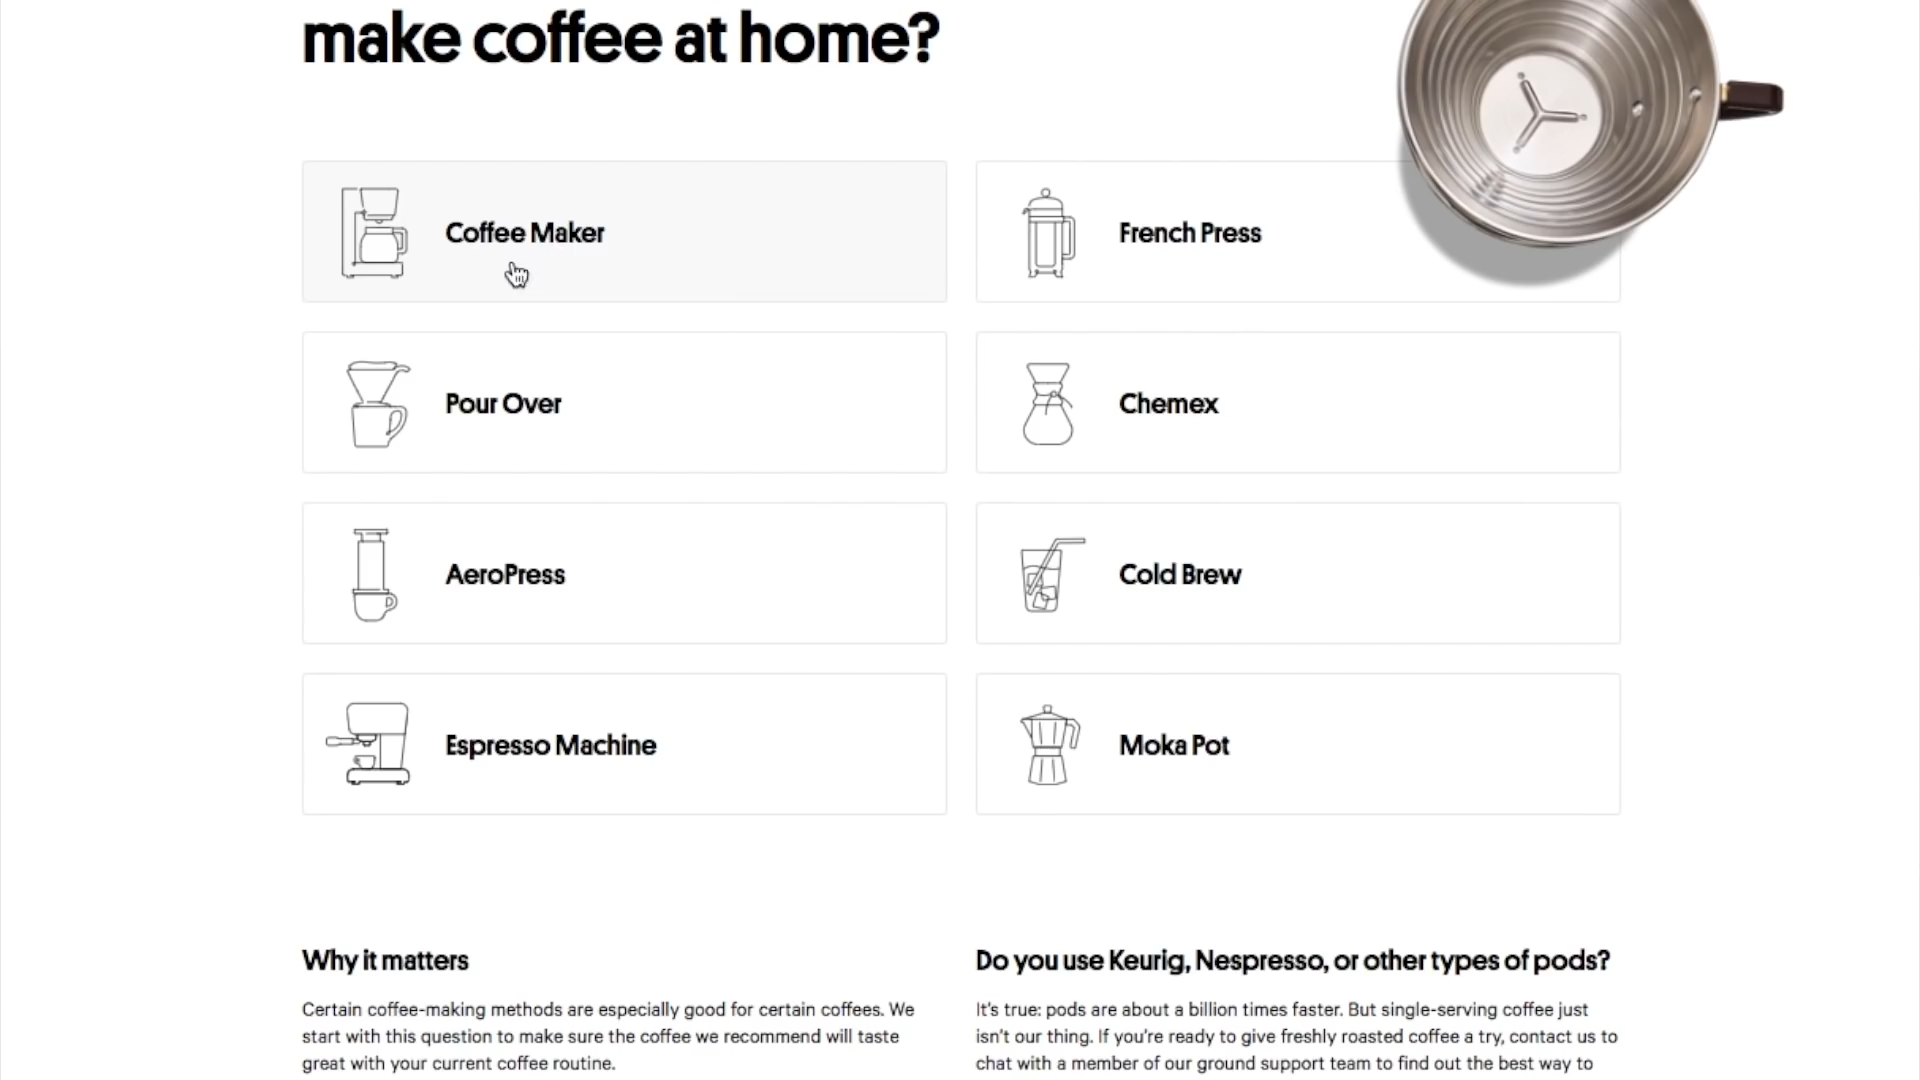 make coffee at home?
Coffee Maker
French Press
Pour Over
Chemex
AeroPress
Cold Brew
Espresso Machine
Moka Pot
Why it matters
Certain coffee-making methods are especially good for certain coffees. We
start with this question to make sure the coffee we recommend will taste
great with your current coffee routine.
Do you use Keurig, Nespresso, or other types of pods?
It's true: pods are about a billion times faster. But single-serving coffee just
isn't our thing. If you're ready to give freshly roasted coffee a try, contact us to
chat with a member of our ground support team to find out the best way to